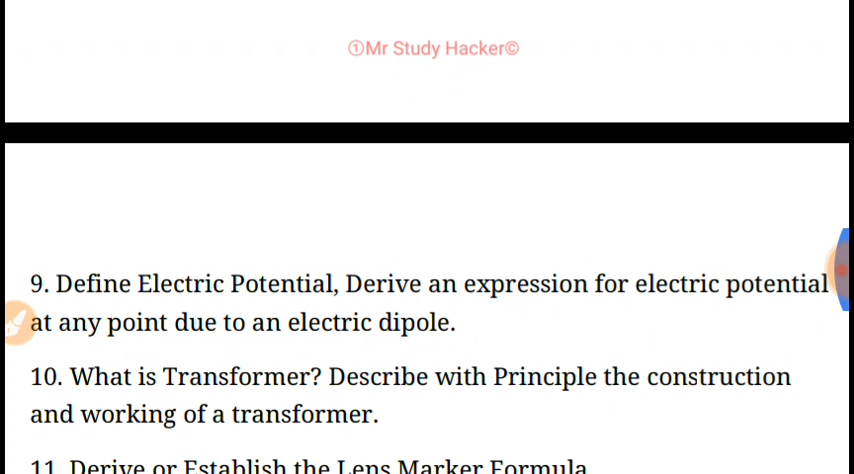 ①Mr Study Hacker©
9. Define Electric Potential, Derive an expression for electric potential
at any point due to an electric dipole.
10. What is Transformer? Describe with Principle the construction
and working of a transformer.
11. Derive or Establish the Lens Marker Formula.